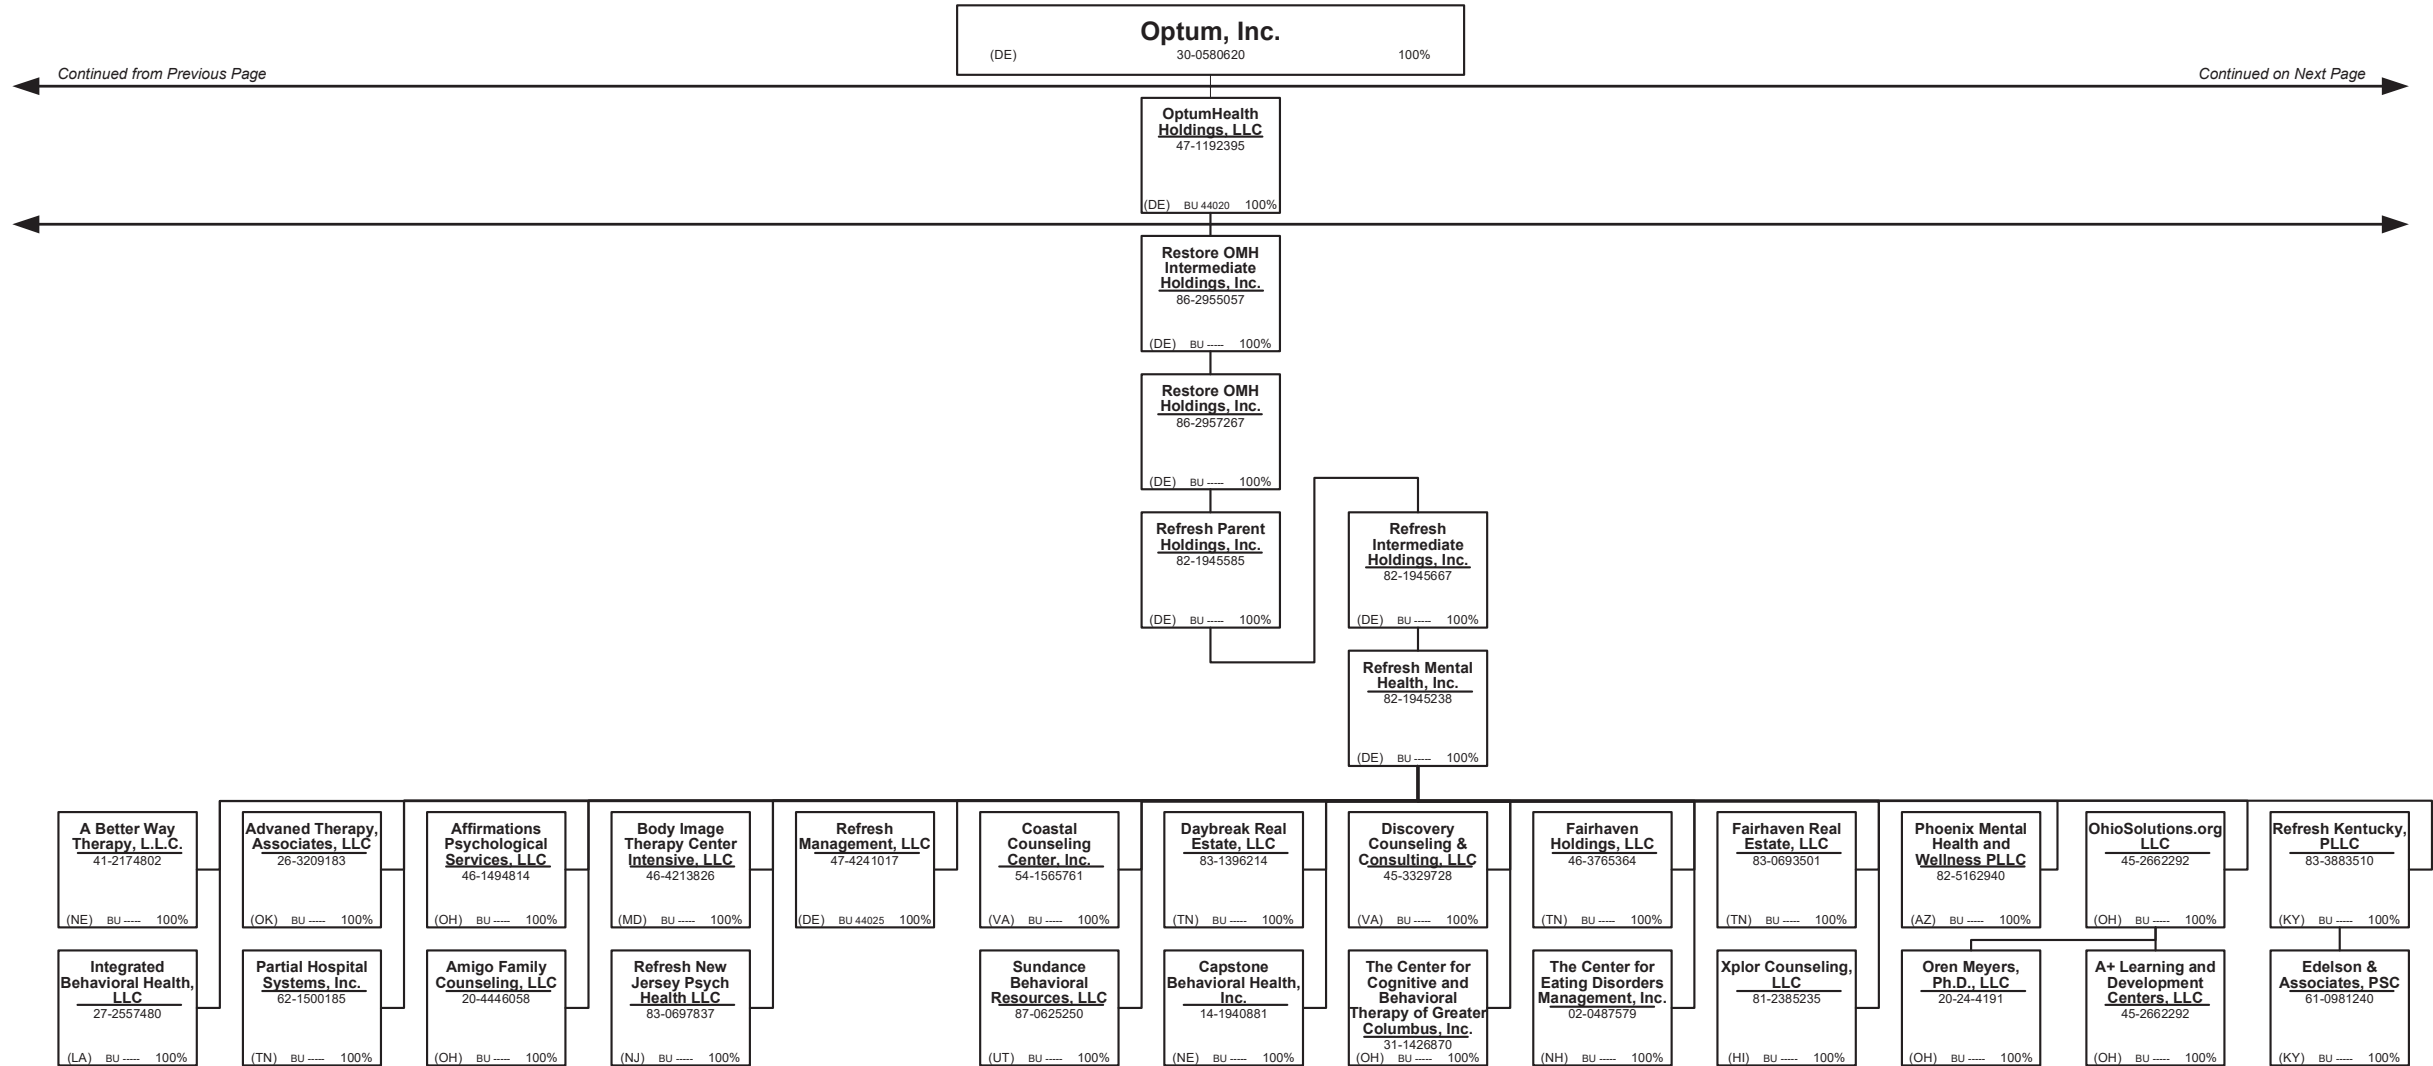 Optum, Inc.
(DE) 30-0580620 100%
Continued from Previous Page
Continued on Next Page
OptumHealth
Holdings, LLC
47-1192395
(DE) BU 44020 100%
Restore OMH
Intermediate
Holdings, Inc.
86-2955057
(DE) BU ----- 100%
Restore OMH
Holdings, Inc.
86-2957267
(DE) BU ----- 100%
Refresh Parent
Holdings, Inc.
82-1945585
(DE) BU ----- 100%
Refresh
Intermediate
Holdings, Inc.
82-1945667
(DE) BU ----- 100%
Refresh Mental
Health, Inc.
82-1945238
(DE) BU ----- 100%
A Better Way
Therapy, L.L.C.
41-2174802
(NE) BU ----- 100%
Advaned Therapy,
Associates, LLC
26-3209183
(OK) BU ----- 100%
Affirmations
Psychological
Services, LLC
46-1494814
(OH) BU ----- 100%
Body Image
Therapy Center
Intensive, LLC
46-4213826
(MD) BU ----- 100%
Refresh
Management, LLC
47-4241017
(DE) BU 44025 100%
Coastal
Counseling
Center, Inc.
54-1565761
(VA) BU ----- 100%
Daybreak Real
Estate, LLC
83-1396214
(TN) BU ----- 100%
Discovery
Counseling &
Consulting, LLC
45-3329728
(VA) BU ----- 100%
Fairhaven
Holdings, LLC
46-3765364
(TN) BU ----- 100%
Fairhaven Real
Estate, LLC
83-0693501
(TN) BU ----- 100%
Phoenix Mental
Health and
Wellness PLLC
82-5162940
(AZ) BU ----- 100%
OhioSolutions.org
LLC
45-2662292
(OH) BU ----- 100%
Refresh Kentucky,
PLLC
83-3883510
(KY) BU ----- 100%
Integrated
Behavioral Health,
LLC
27-2557480
(LA) BU ----- 100%
Partial Hospital
Systems, Inc.
62-1500185
(TN) BU ----- 100%
Amigo Family
Counseling, LLC
20-4446058
(OH) BU ----- 100%
Refresh New
Jersey Psych
Health LLC
83-0697837
(NJ) BU ----- 100%
Sundance
Behavioral
Resources, LLC
87-0625250
(UT) BU ----- 100%
Capstone
Behavioral Health,
Inc.
14-1940881
(NE) BU ----- 100%
The Center for
Cognitive and
Behavioral
Therapy of Greater
Columbus, Inc.
31-1426870
(OH) BU ----- 100%
The Center for
Eating Disorders
Management, Inc.
02-0487579
(NH) BU ----- 100%
Xplor Counseling,
LLC
81-2385235
(HI) BU ----- 100%
Oren Meyers,
Ph.D., LLC
20-24-4191
(OH) BU ----- 100%
A+ Learning and
Development
Centers, LLC
45-2662292
(OH) BU ----- 100%
Edelson &
Associates, PSC
61-0981240
(KY) BU ----- 100%